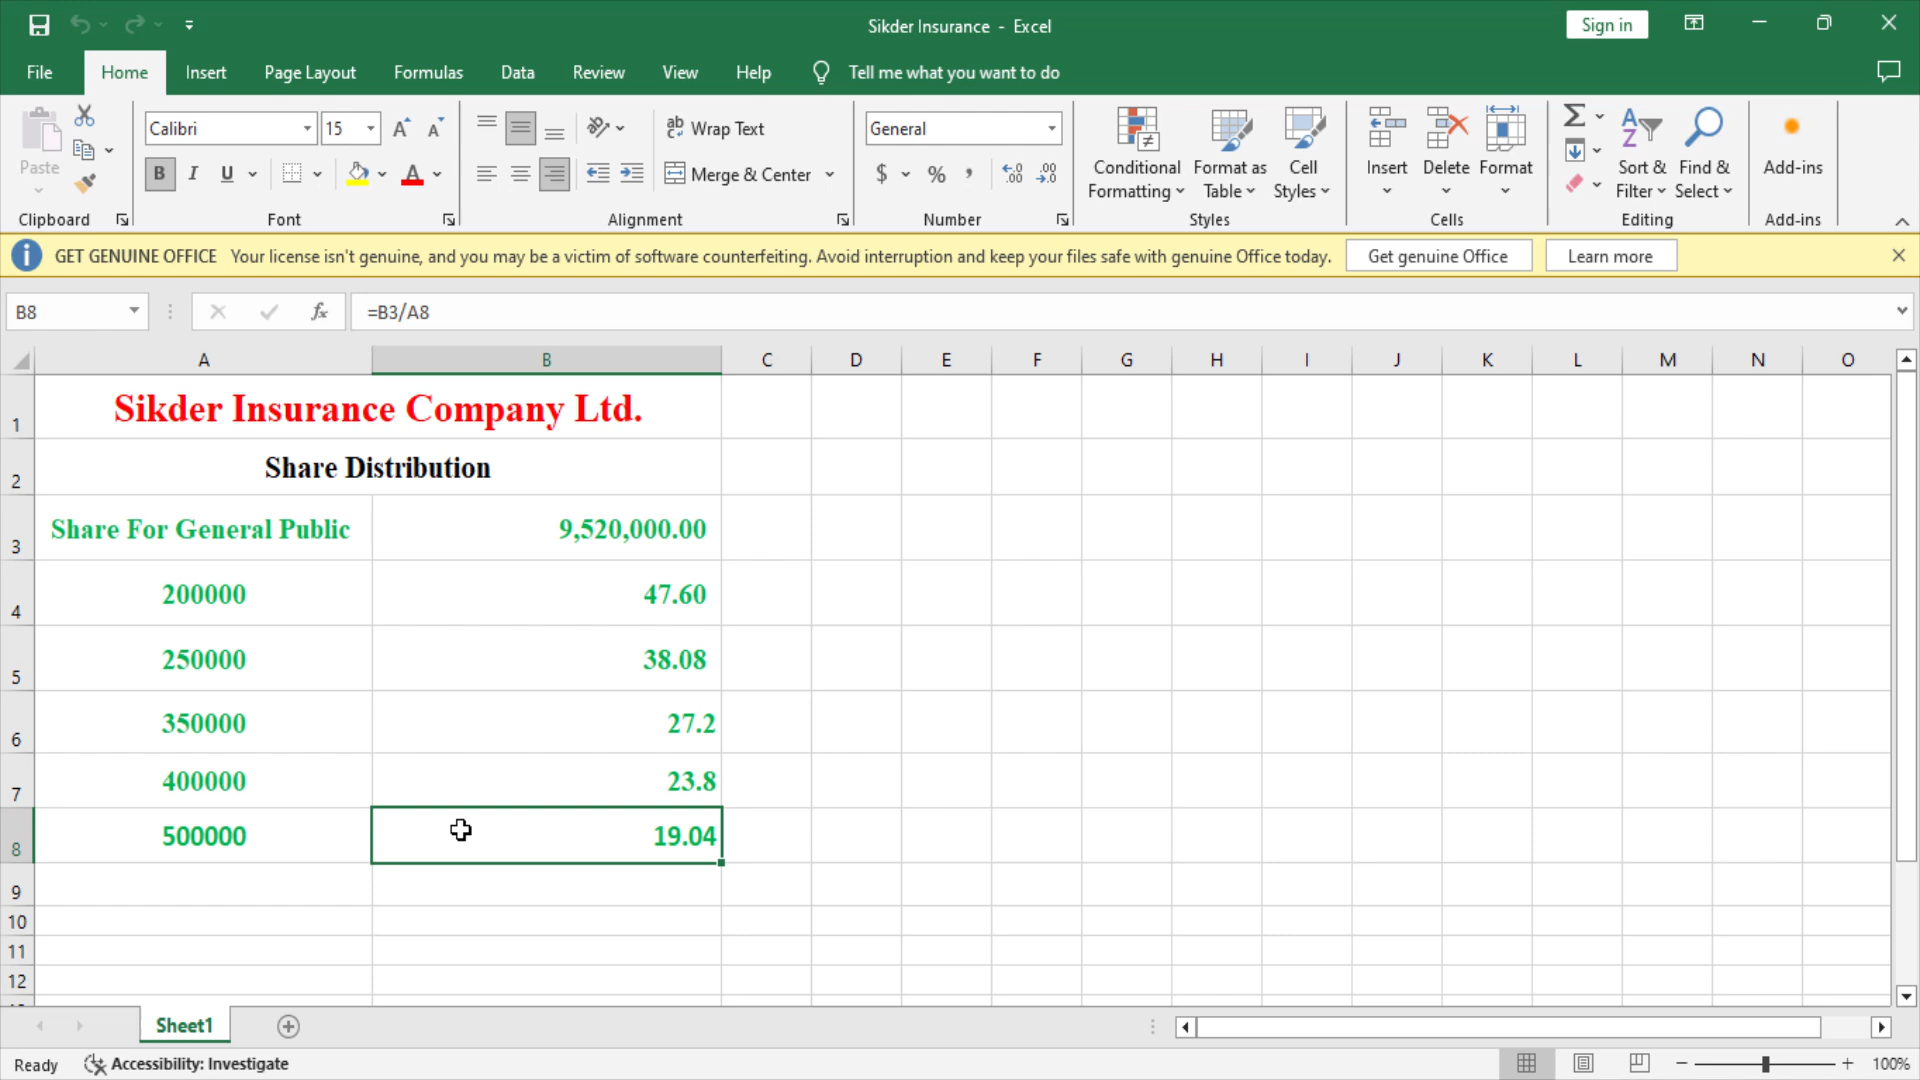 Sikder Insurance - Excel
Sign in
File Home Insert Page Layout Formulas Data Review View Help Tell me what you want to do
Paste
Clipboard
Calibri 15
B I U
Font
Wrap Text
Merge & Center
Alignment
General
$ % ,
Number
Conditional Formatting
Format as Table
Cell Styles
Styles
Insert Delete Format
Cells
Sort & Filter
Find & Select
Editing
Add-ins
Add-ins
GET GENUINE OFFICE Your license isn't genuine, and you may be a victim of software counterfeiting. Avoid interruption and keep your files safe with genuine Office today. Get genuine Office Learn more
B8 fx =B3/A8
A B C D E F G H I J K L M N O
1 Sikder Insurance Company Ltd.
2 Share Distribution
3 Share For General Public 9,520,000.00
4 200000 47.60
5 250000 38.08
6 350000 27.2
7 400000 23.8
8 500000 19.04
9
10
11
12
Sheet1
Ready Accessibility: Investigate 100%